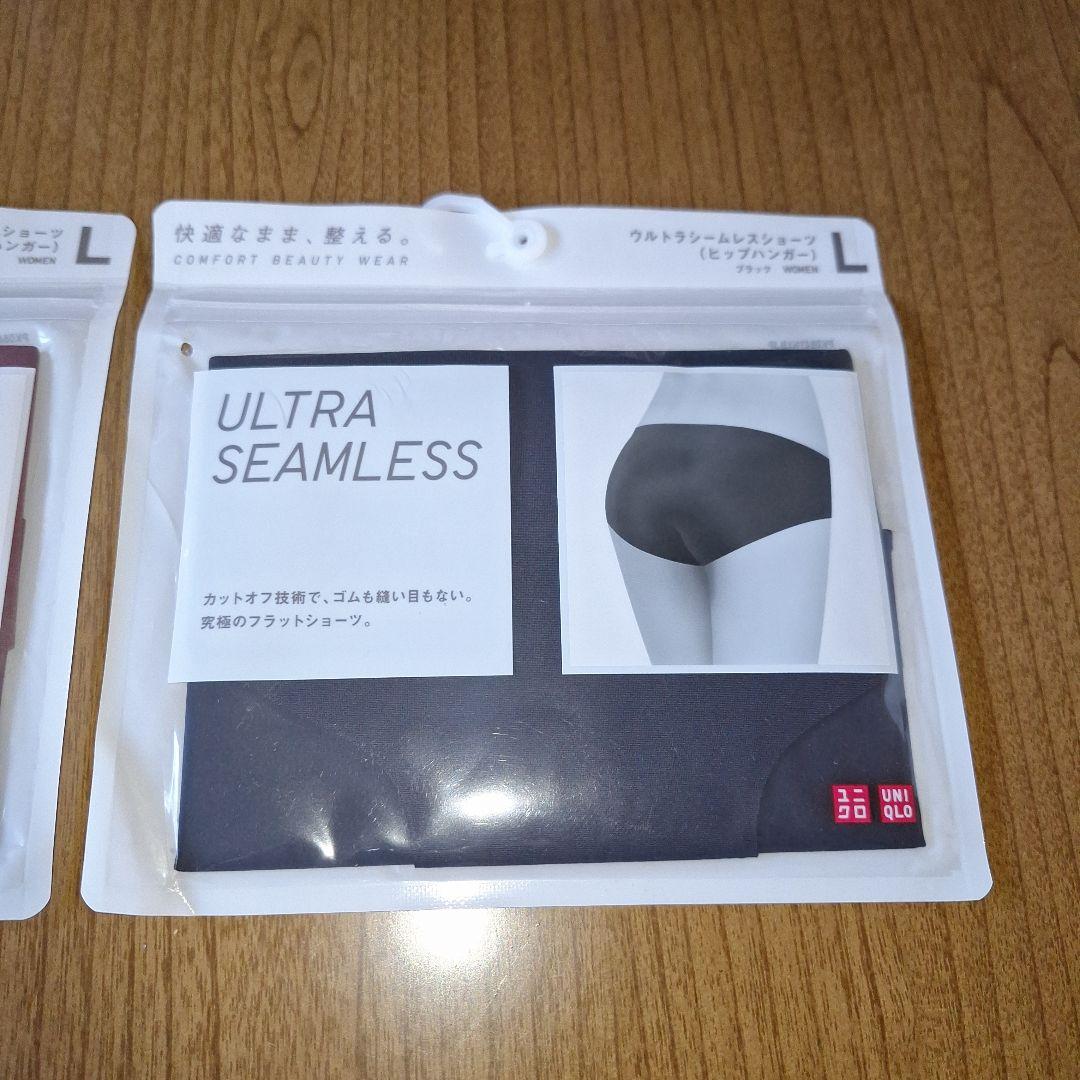 ショーツ
ンガー)
WOMEN
L
快適なまま、整える。
COMFORT BEAUTY WEAR
ウルトラシームレスショーツ
(ヒップハンガー)
ブラック WOMEN
L
ULTRA
SEAMLESS
カットオフ技術で、ゴムも縫い目もない。
究極のフラットショーツ。
ユニ
クロ
UNI
QLO